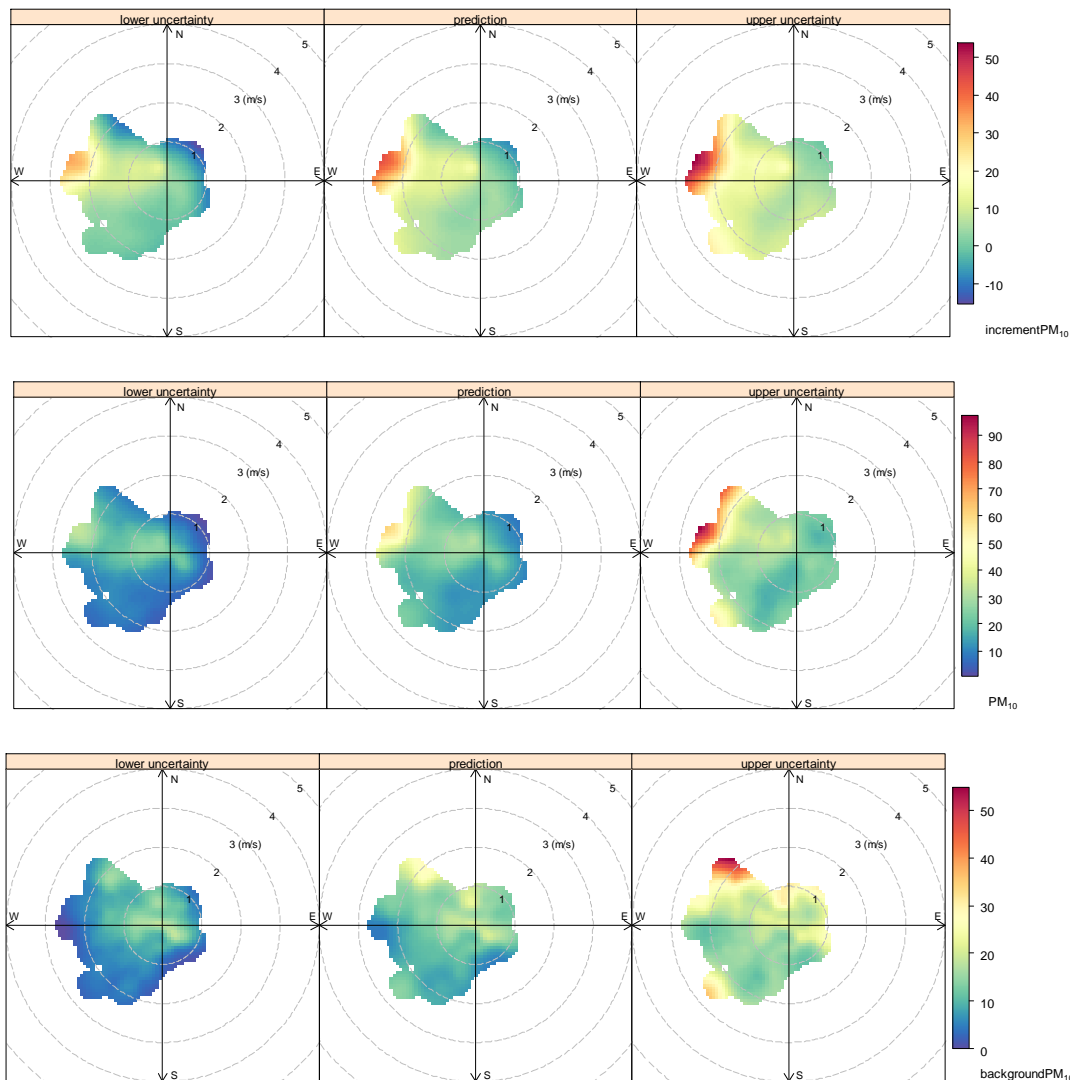 lower uncertainty prediction upper uncertainty
N N N
5 5 5
4 4 4
3 (m/s) 3 (m/s) 3 (m/s)
2 2 2
1 1 1
W E W E W E
S S S
50
40
30
20
10
0
-10
incrementPM10
lower uncertainty prediction upper uncertainty
N N N
5 5 5
4 4 4
3 (m/s) 3 (m/s) 3 (m/s)
2 2 2
1 1 1
W E W E W E
S S S
90
80
70
60
50
40
30
20
10
PM10
lower uncertainty prediction upper uncertainty
N N N
5 5 5
4 4 4
3 (m/s) 3 (m/s) 3 (m/s)
2 2 2
1 1 1
W E W E W E
S S S
50
40
30
20
10
0
backgroundPM10